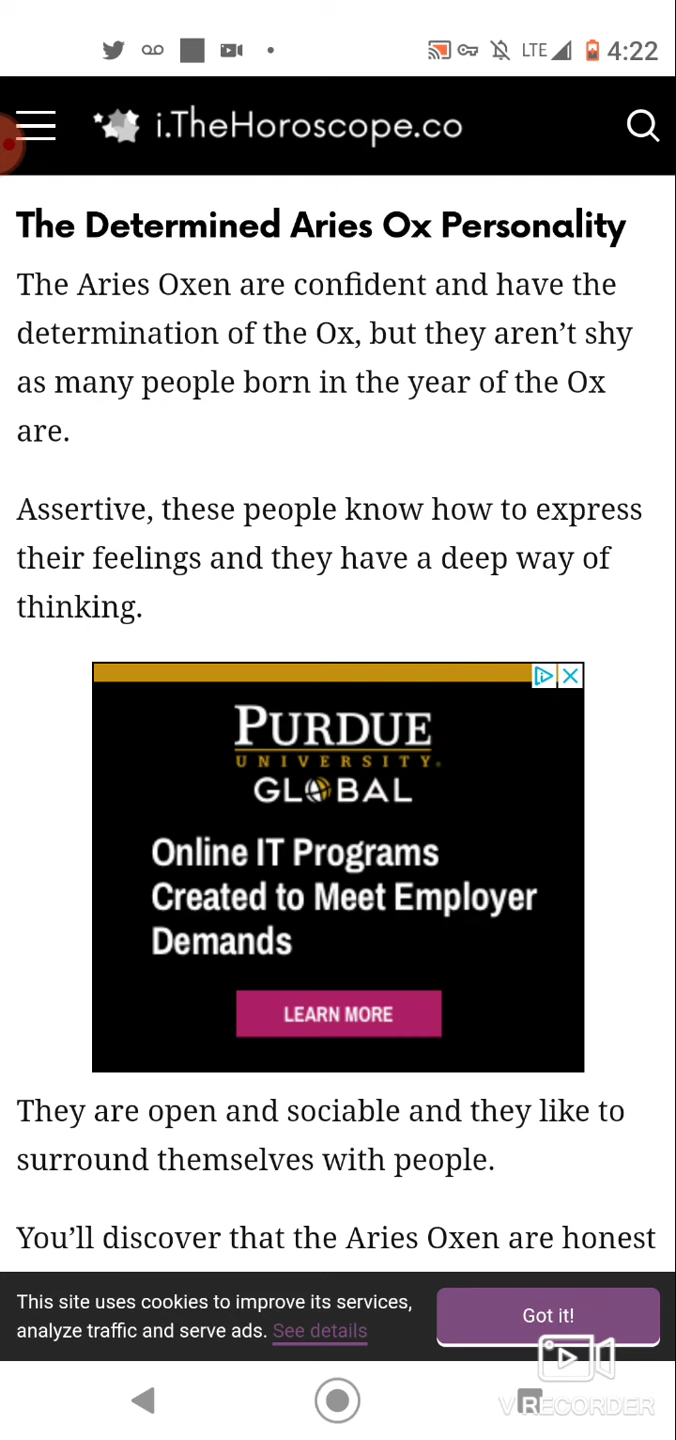 LTE 4:22
i.TheHoroscope.co
The Determined Aries Ox Personality
The Aries Oxen are confident and have the
determination of the Ox, but they aren’t shy
as many people born in the year of the Ox
are.
Assertive, these people know how to express
their feelings and they have a deep way of
thinking.
PURDUE
UNIVERSITY.
GLOBAL
Online IT Programs
Created to Meet Employer
Demands
LEARN MORE
They are open and sociable and they like to
surround themselves with people.
You’ll discover that the Aries Oxen are honest
This site uses cookies to improve its services,
analyze traffic and serve ads. See details
Got it!
VRECORDER